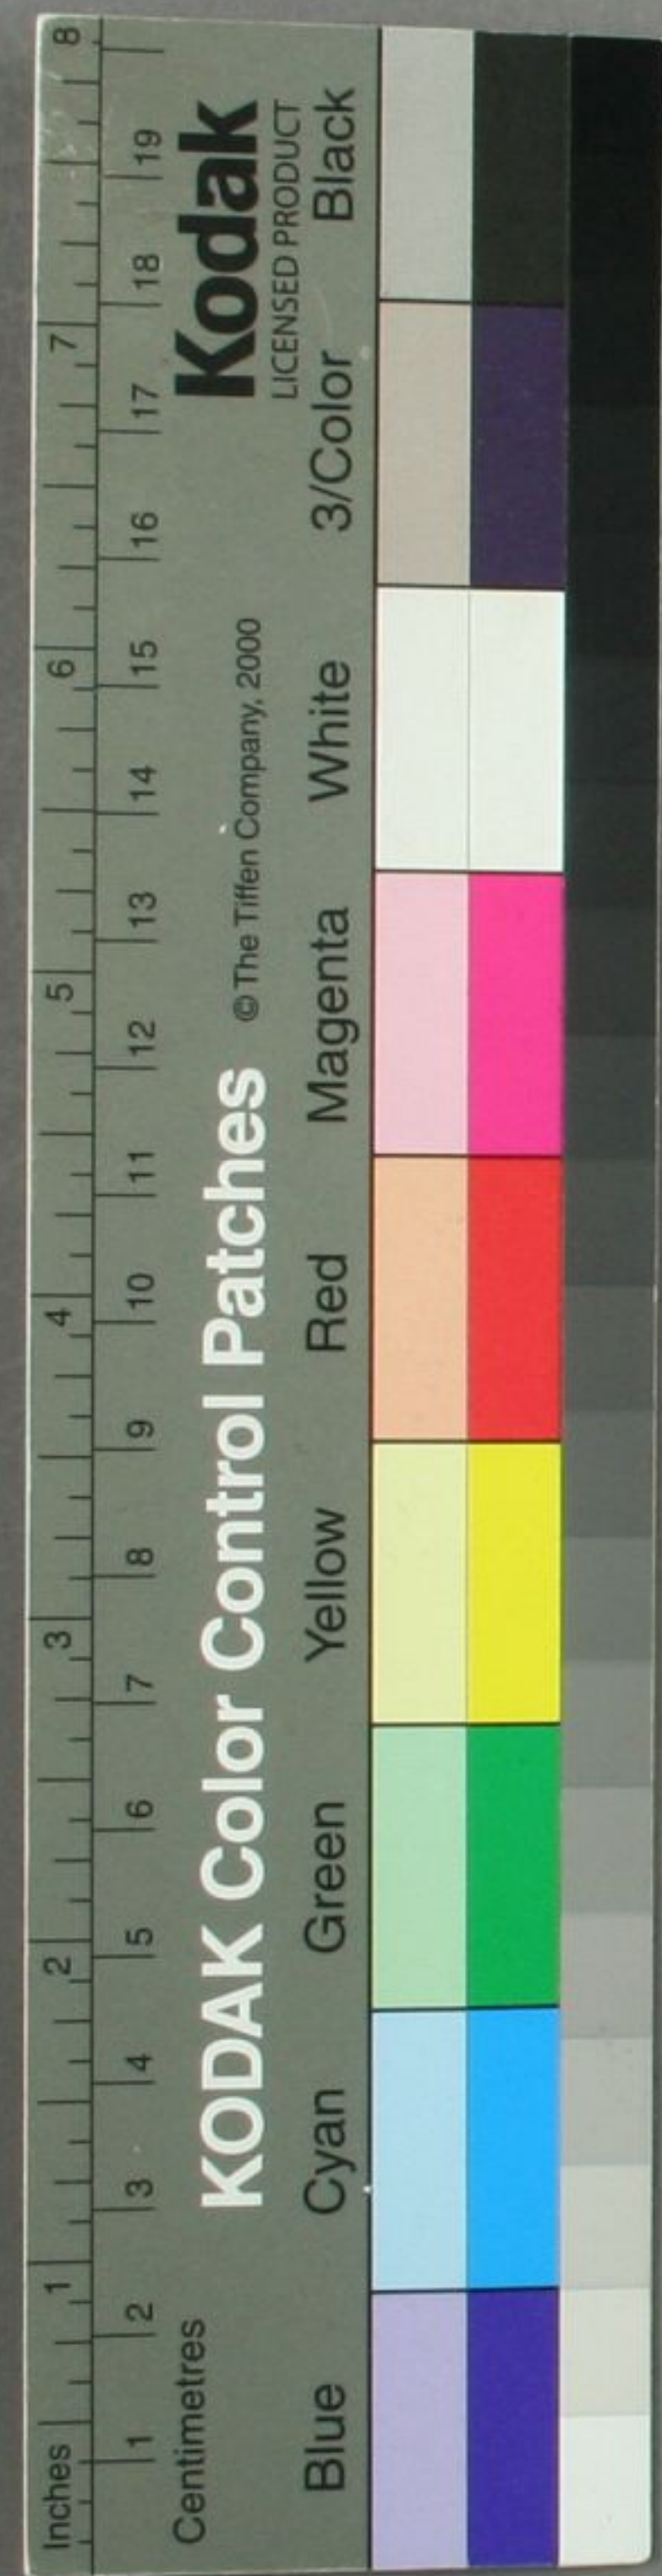 Inches 1 2 3 4 5 6 7 8
1 2 3 4 5 6 7 8 9 10 11 12 13 14 15 16 17 18 19
Centimetres
KODAK Color Control Patches © The Tiffen Company, 2000 Kodak
LICENSED PRODUCT
Blue Cyan Green Yellow Red Magenta White 3/Color Black